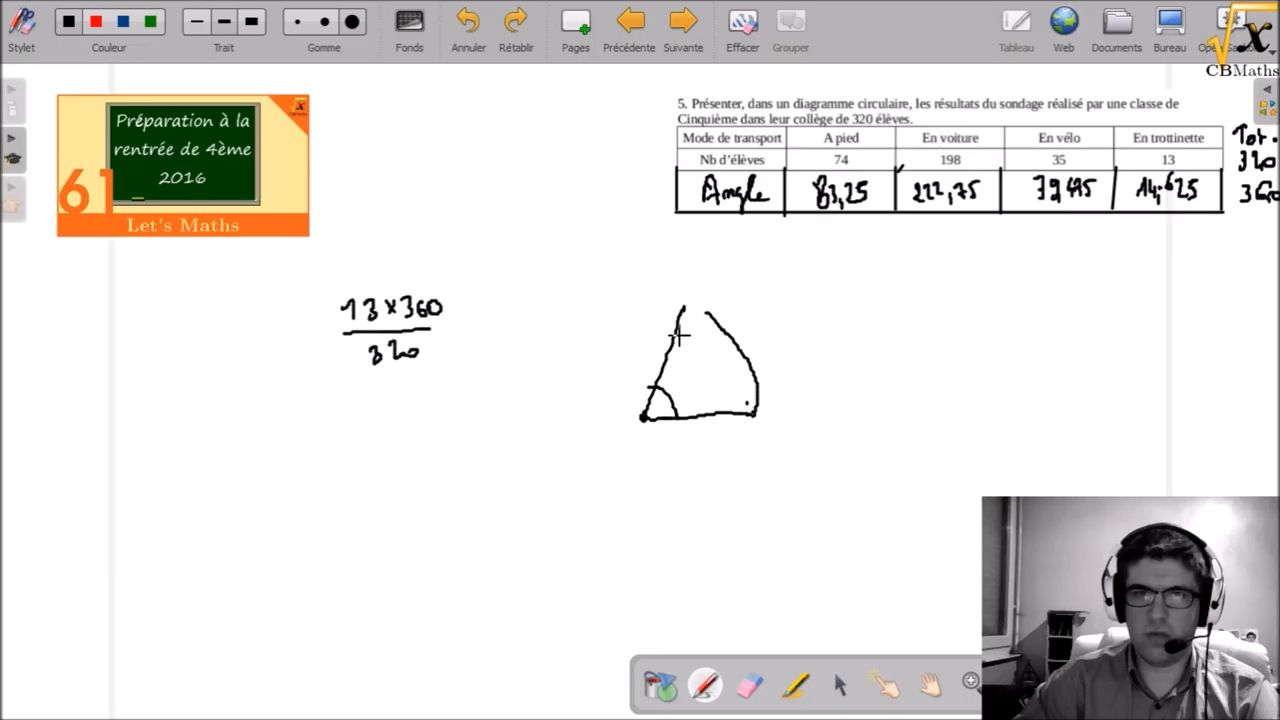 Couleur
Trait
Gomme
Stylet
Fonds
Annuler
Rétablir
Pages
Précédente
Suivante
Effacer
Grouper
Tableau
Web
Documents
Bureau
√x
CBMaths
Préparation à la
rentrée de 4ème
2016
61
Let's Maths
5. Présenter, dans un diagramme circulaire, les résultats du sondage réalisé par une classe de
Cinquième dans leur collège de 320 élèves.
Mode de transport A pied En voiture En vélo En trottinette Tot.
Nb d'élèves 74 198 35 13 320
Angle 83,25 222,75 14,625 360
13 × 360
320